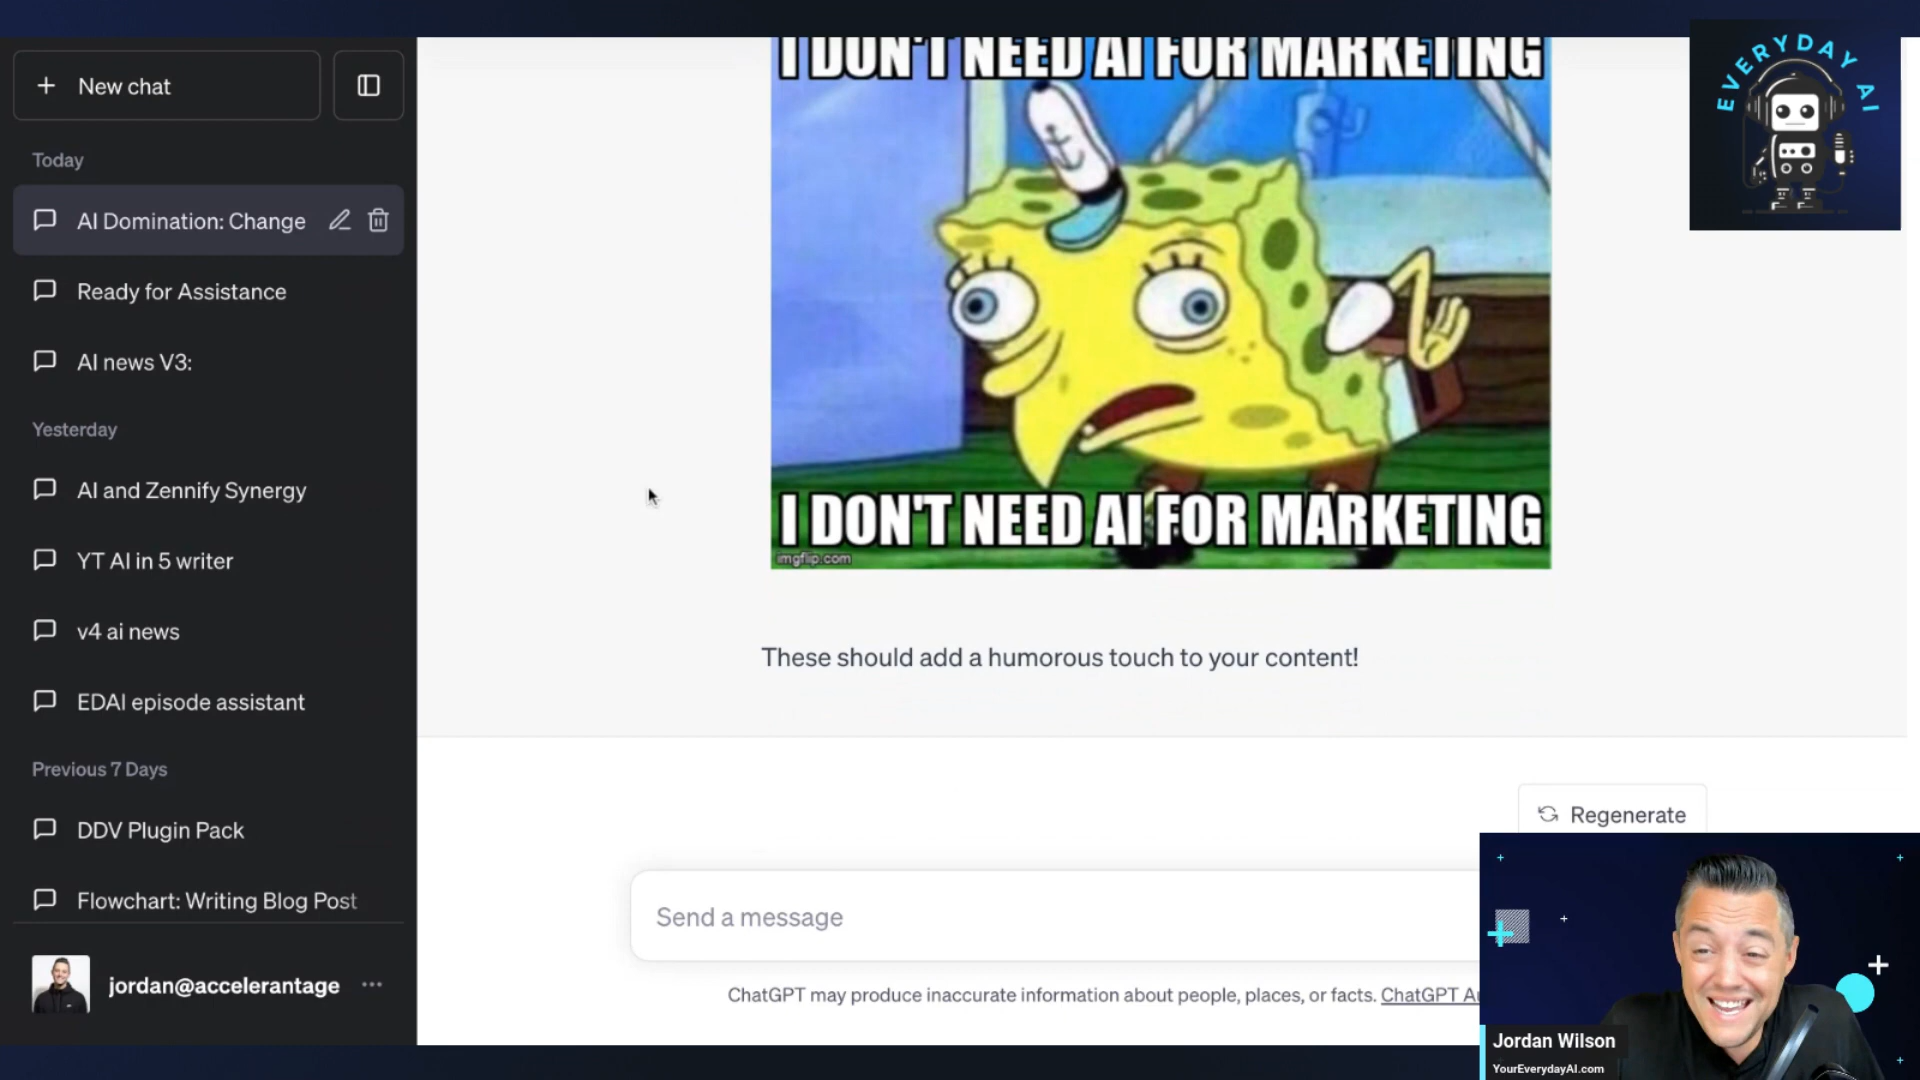 New chat
Today
AI Domination: Change
Ready for Assistance
AI news V3:
Yesterday
AI and Zennify Synergy
YT AI in 5 writer
v4 ai news
EDAI episode assistant
Previous 7 Days
DDV Plugin Pack
Flowchart: Writing Blog Post
jordan@accelerantage
I DON'T NEED AI FOR MARKETING
I DON'T NEED AI FOR MARKETING
imgflip.com
These should add a humorous touch to your content!
Regenerate
Send a message
ChatGPT may produce inaccurate information about people, places, or facts. ChatGPT
EVERYDAY AI
Jordan Wilson
YourEverydayAI.com